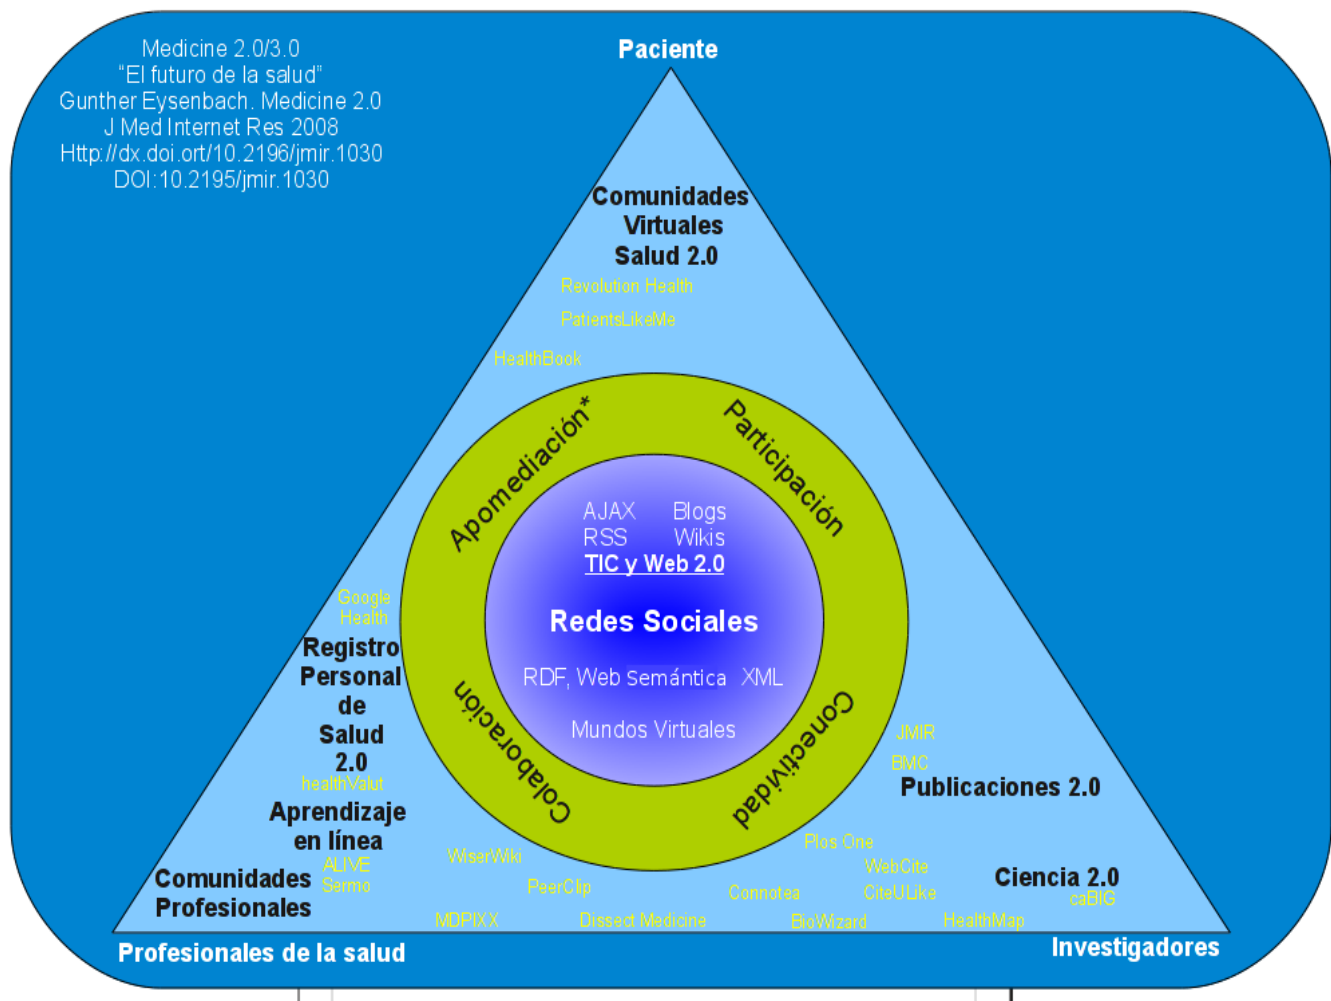 Medicine 2.0/3.0
“El futuro de la salud”
Gunther Eysenbach. Medicine 2.0
J Med Internet Res 2008
Http://dx.doi.ort/10.2196/jmir.1030
DOI:10.2195/jmir.1030
Paciente
Comunidades
Virtuales
Salud 2.0
Revolution Health
PatientsLikeMe
HealthBook
Apomediación*
Participación
AJAX Blogs
RSS Wikis
TIC y Web 2.0
Redes Sociales
RDF, Web Semántica XML
Mundos Virtuales
Colaboración
Conectividad
Google
Health
Registro
Personal
de
Salud
2.0
healthValut
Aprendizaje
en línea
ALIVE
Sermo
Comunidades
Profesionales
WiserWiki
PeerClip
MDPIXX
Dissect Medicine
JMIR
BMC
Publicaciones 2.0
Plos One
WebCite
Connotea
CiteULike
BioWizard
HealthMap
Ciencia 2.0
caBIG
Profesionales de la salud
Investigadores